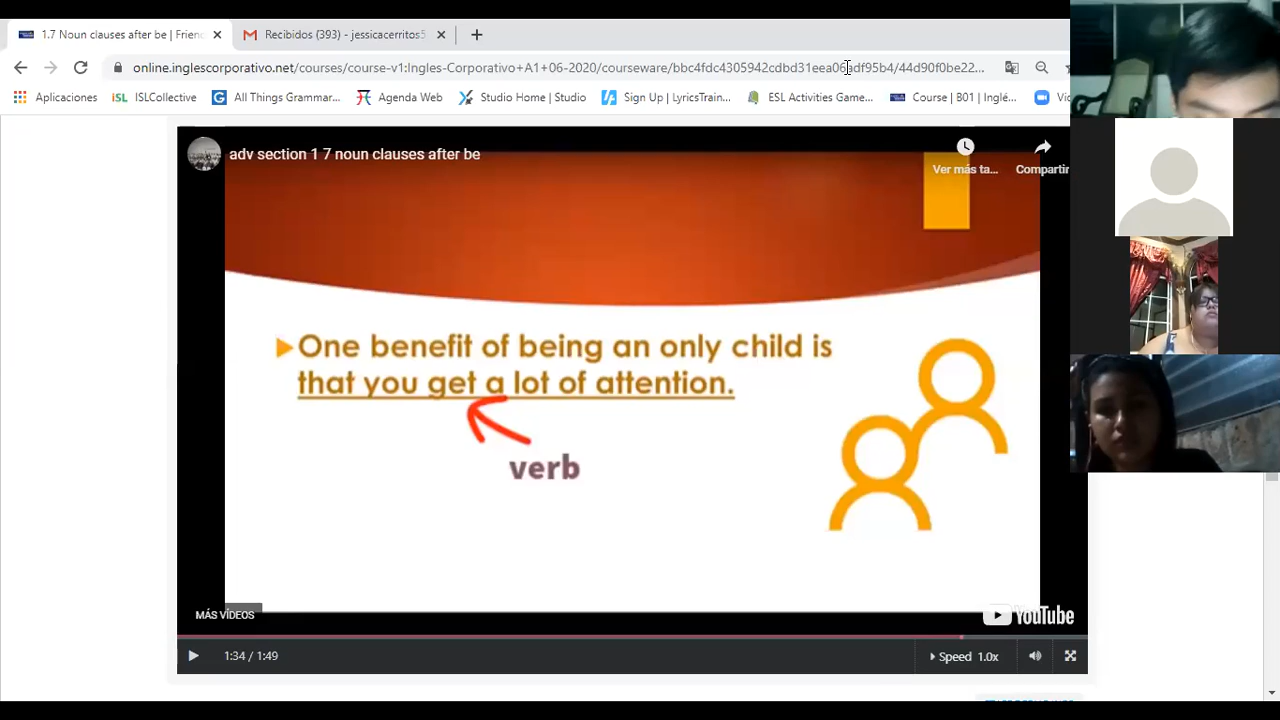 1.7 Noun clauses after be | Frien
Recibidos (393) - jessicacerritos5
online.inglescorporativo.net/courses/course-v1:Ingles-Corporativo+A1+06-2020/courseware/bbc4fdc4305942cdbd31eea06adf95b4/44d90f0be22...
Aplicaciones iSL ISLCollective G All Things Grammar... Agenda Web Studio Home | Studio Sign Up | LyricsTrain... ESL Activities Game... Course | B01 | Inglé...
adv section 1 7 noun clauses after be
Ver más ta... Compartir
One benefit of being an only child is
that you get a lot of attention.
verb
MÁS VÍDEOS
YouTube
1:34 / 1:49 Speed 1.0x